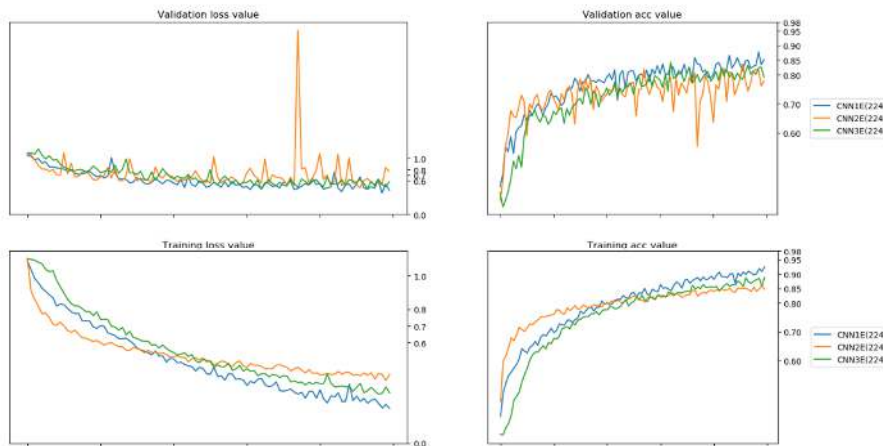 Validation loss value
1.0
0.8
0.6
0.0
Validation acc value
0.98
0.95
0.90
0.85
0.80
0.70
0.60
CNN1E(224
CNN2E(224
CNN3E(224
Training loss value
1.0
0.8
0.6
0.0
Training acc value
0.98
0.95
0.90
0.85
0.80
0.70
0.60
CNN1E(224
CNN2E(224
CNN3E(224